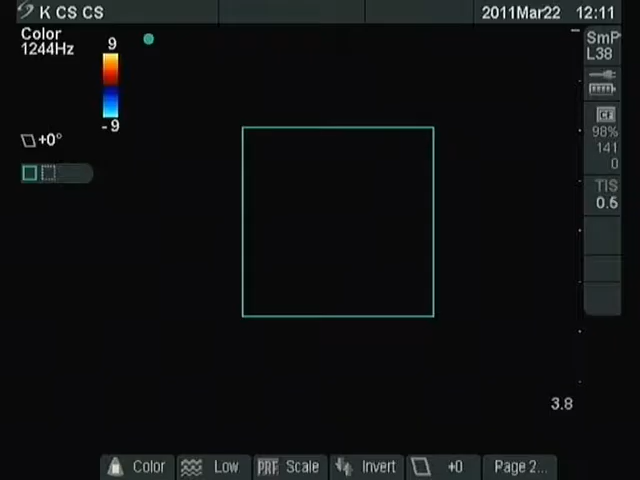 K CS CS
2011Mar22 12:11
Color
1244Hz
9
-9
+0°
SmP
L38
98%
141
0
TIS
0.6
3.8
Color
Low
PRF Scale
Invert
+0
Page 2...